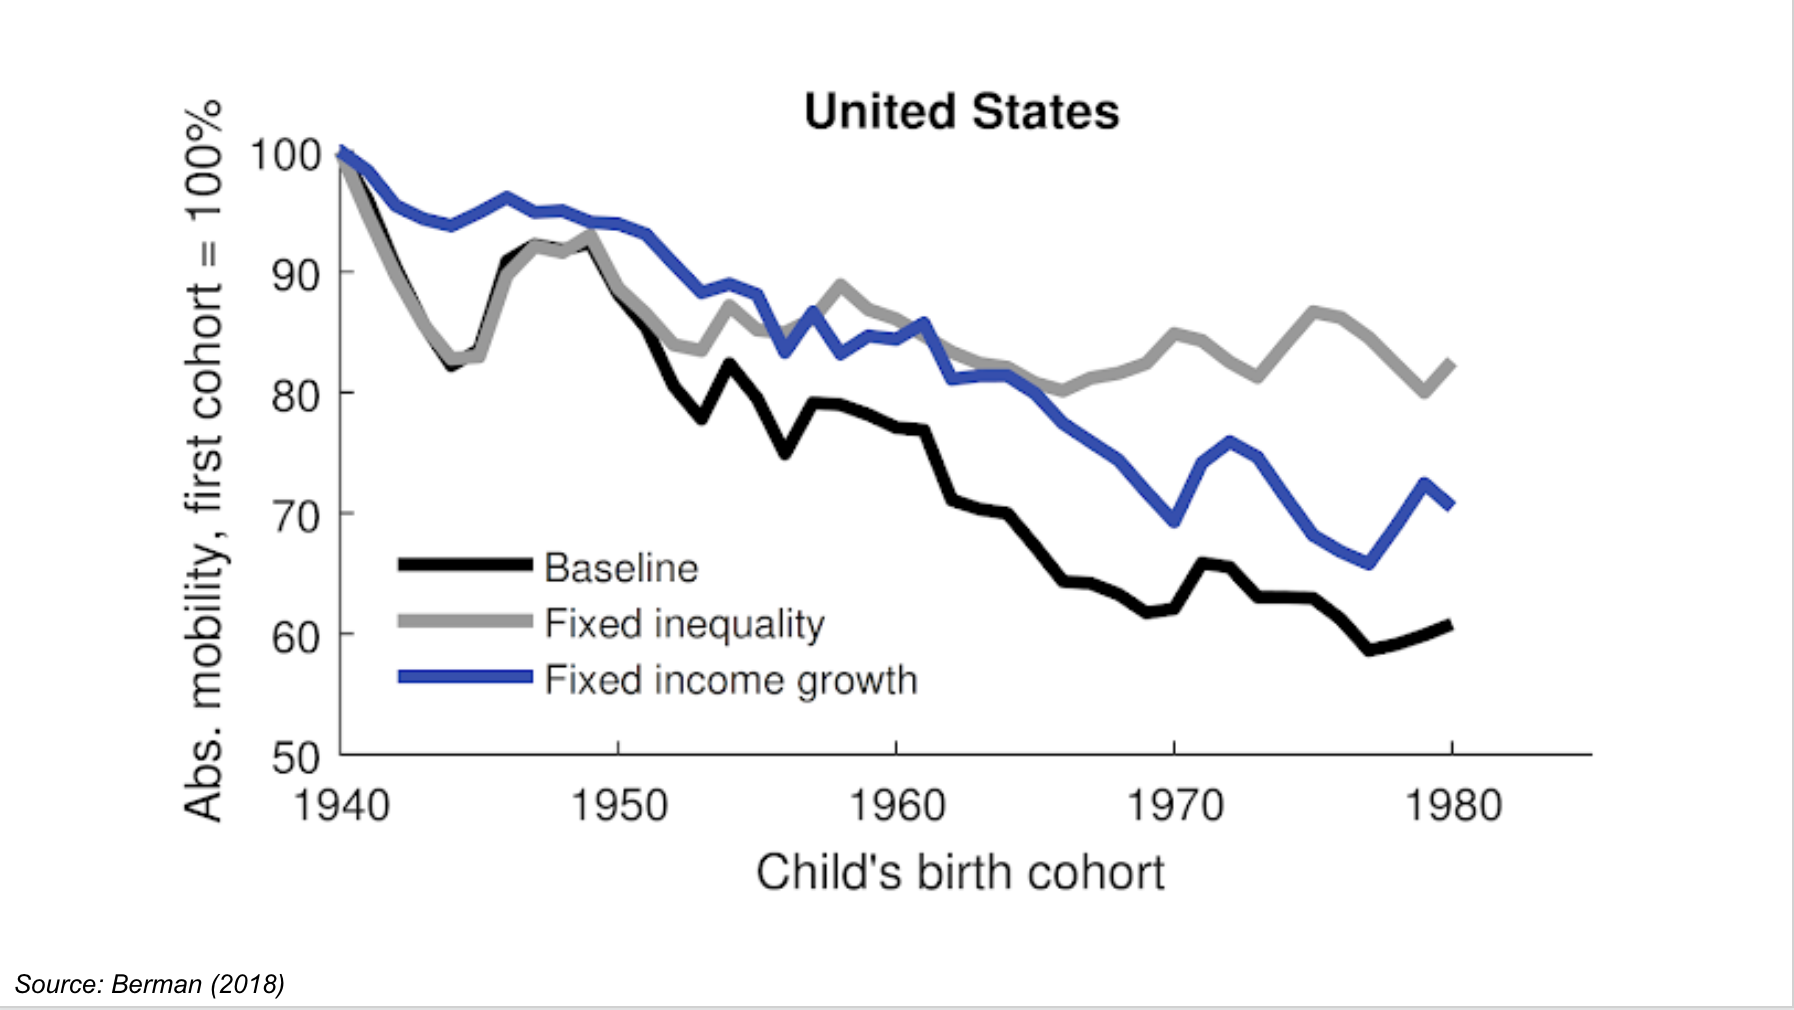 United States
Abs. mobility, first cohort = 100%
100
90
80
70
60
50
Baseline
Fixed inequality
Fixed income growth
1940 1950 1960 1970 1980
Child's birth cohort
Source: Berman (2018)